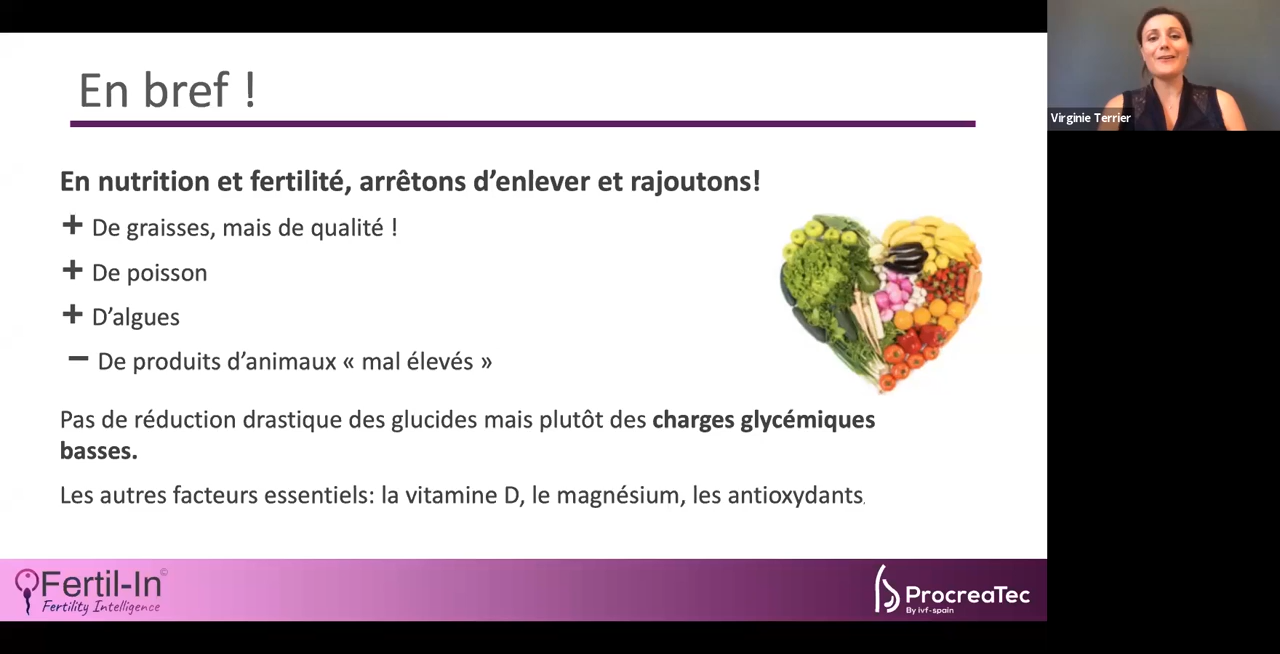 En bref !
Virginie Terrier
En nutrition et fertilité, arrêtons d’enlever et rajoutons!
+ De graisses, mais de qualité !
+ De poisson
+ D’algues
− De produits d’animaux « mal élevés »
Pas de réduction drastique des glucides mais plutôt des charges glycémiques
basses.
Les autres facteurs essentiels: la vitamine D, le magnésium, les antioxydants.
Fertil-In©
Fertility Intelligence
ProcreaTec
By ivf-spain